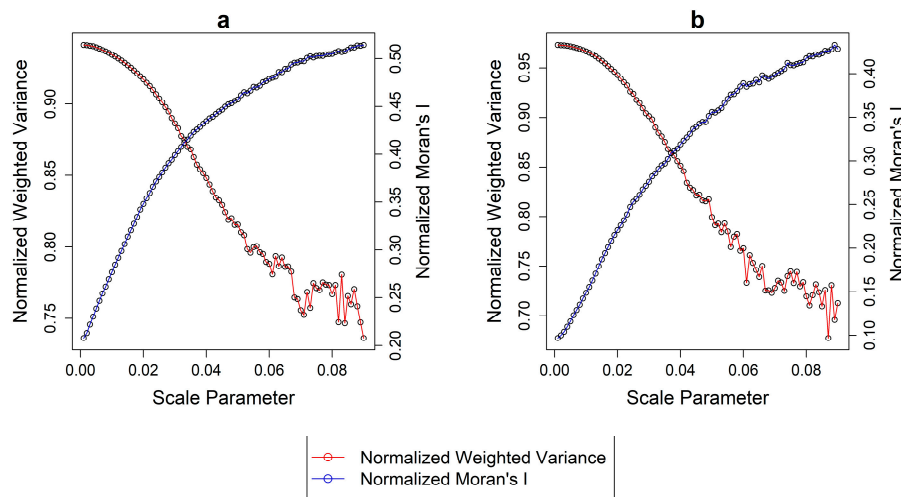 a
Normalized Weighted Variance
0.75 0.80 0.85 0.90
0.00 0.02 0.04 0.06 0.08
Scale Parameter
0.20 0.25 0.30 0.35 0.40 0.45 0.50
Normalized Moran's I
b
Normalized Weighted Variance
0.70 0.75 0.80 0.85 0.90 0.95
0.00 0.02 0.04 0.06 0.08
Scale Parameter
0.10 0.15 0.20 0.25 0.30 0.35 0.40
Normalized Moran's I
Normalized Weighted Variance
Normalized Moran's I